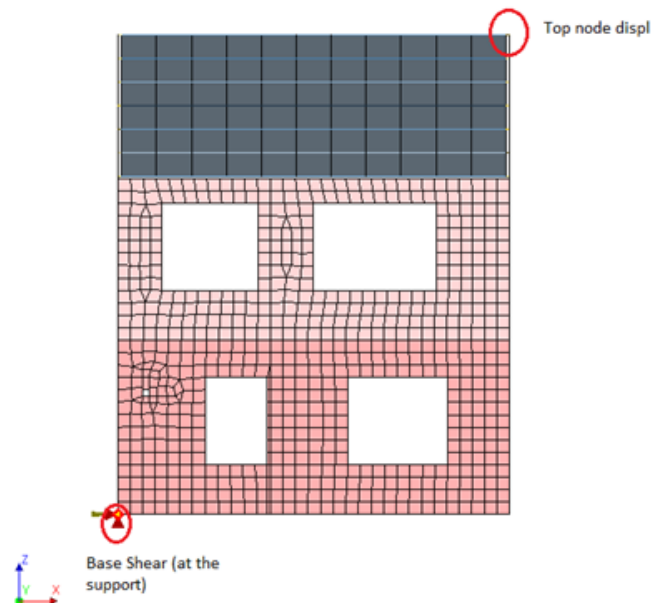 Top node displ
Base Shear (at the
support)
Z
Y
X